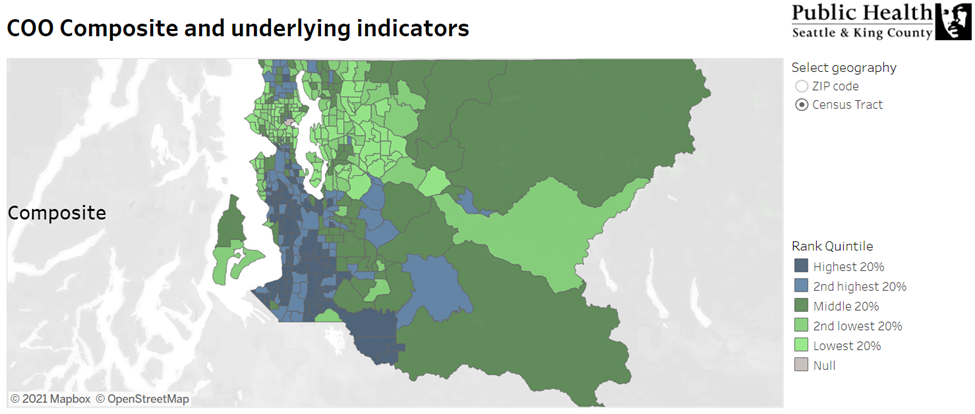 COO Composite and underlying indicators
Public Health
Seattle & King County
Select geography
ZIP code
Census Tract
Composite
Rank Quintile
Highest 20%
2nd highest 20%
Middle 20%
2nd lowest 20%
Lowest 20%
Null
© 2021 Mapbox © OpenStreetMap